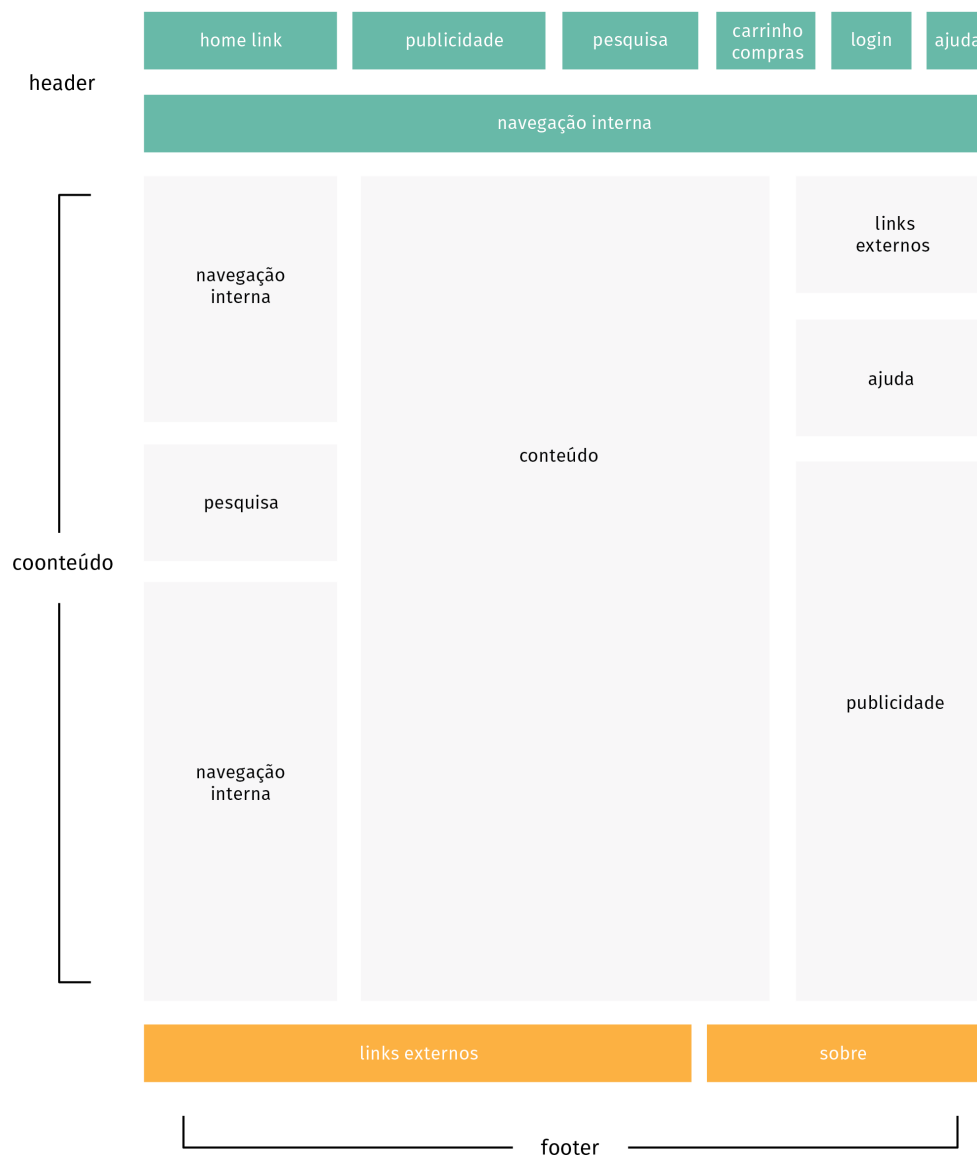 home link
publicidade
pesquisa
carrinho
compras
login
ajuda
header
navegação interna
navegação
interna
pesquisa
navegação
interna
coonteúdo
conteúdo
links
externos
ajuda
publicidade
links externos
sobre
footer